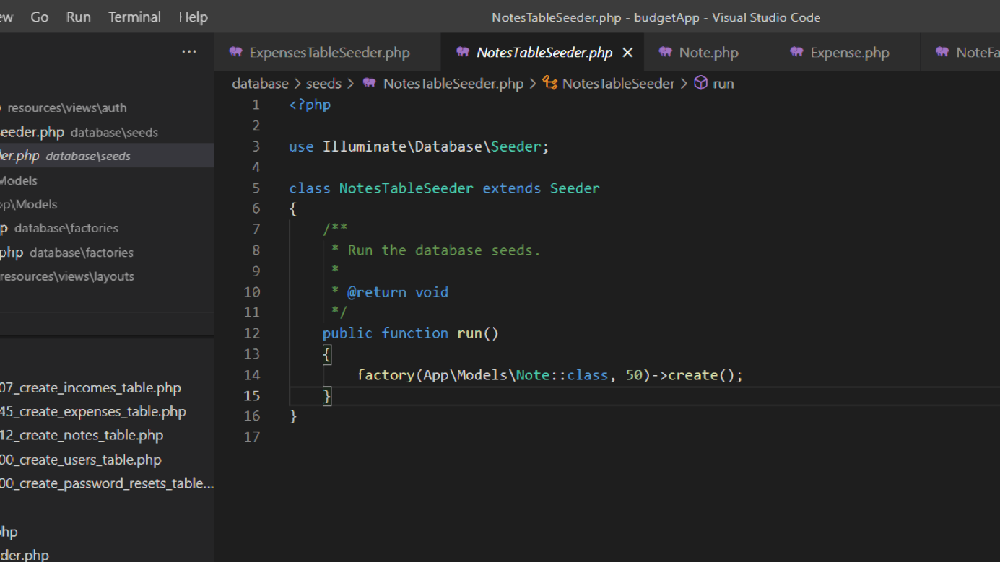 ew Go Run Terminal Help NotesTableSeeder.php - budgetApp - Visual Studio Code
... ExpensesTableSeeder.php NotesTableSeeder.php × Note.php Expense.php NoteFa
database > seeds > NotesTableSeeder.php > NotesTableSeeder > run
resources\views\auth
eeder.php database\seeds
der.php database\seeds
Models
pp\Models
p database\factories
php database\factories
resources\views\layouts
07_create_incomes_table.php
45_create_expenses_table.php
12_create_notes_table.php
00_create_users_table.php
00_create_password_resets_table...
php
der.php
1 <?php
2
3 use Illuminate\Database\Seeder;
4
5 class NotesTableSeeder extends Seeder
6 {
7 /**
8 * Run the database seeds.
9 *
10 * @return void
11 */
12 public function run()
13 {
14 factory(App\Models\Note::class, 50)->create();
15 }
16 }
17